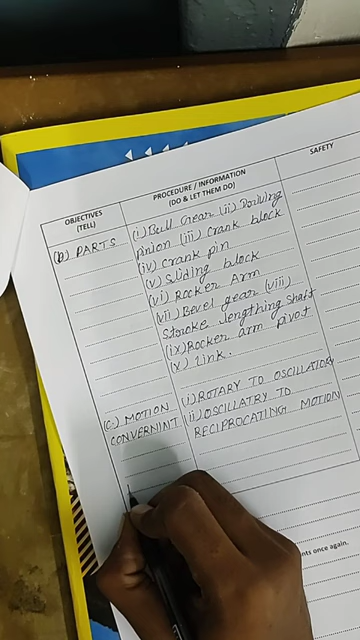 OBJECTIVES
(TELL)
PROCEDURE / INFORMATION
(DO & LET THEM DO)
SAFETY
(B) PARTS
(i) Bull Gear (ii) Driving
pinion (iii) Crank block
(iv) Crank pin
(v) Sliding block
(vi) Rocker Arm
(vii) Bevel gear (viii)
Stroke lengthing shaft
(ix) Rocker arm pivot
(x) Link.
(C.) MOTION
CONVERNINT
(i) ROTARY TO OSCILLATORY
(ii) OSCILLATRY TO
RECIPROCATING MOTION
nts once again.